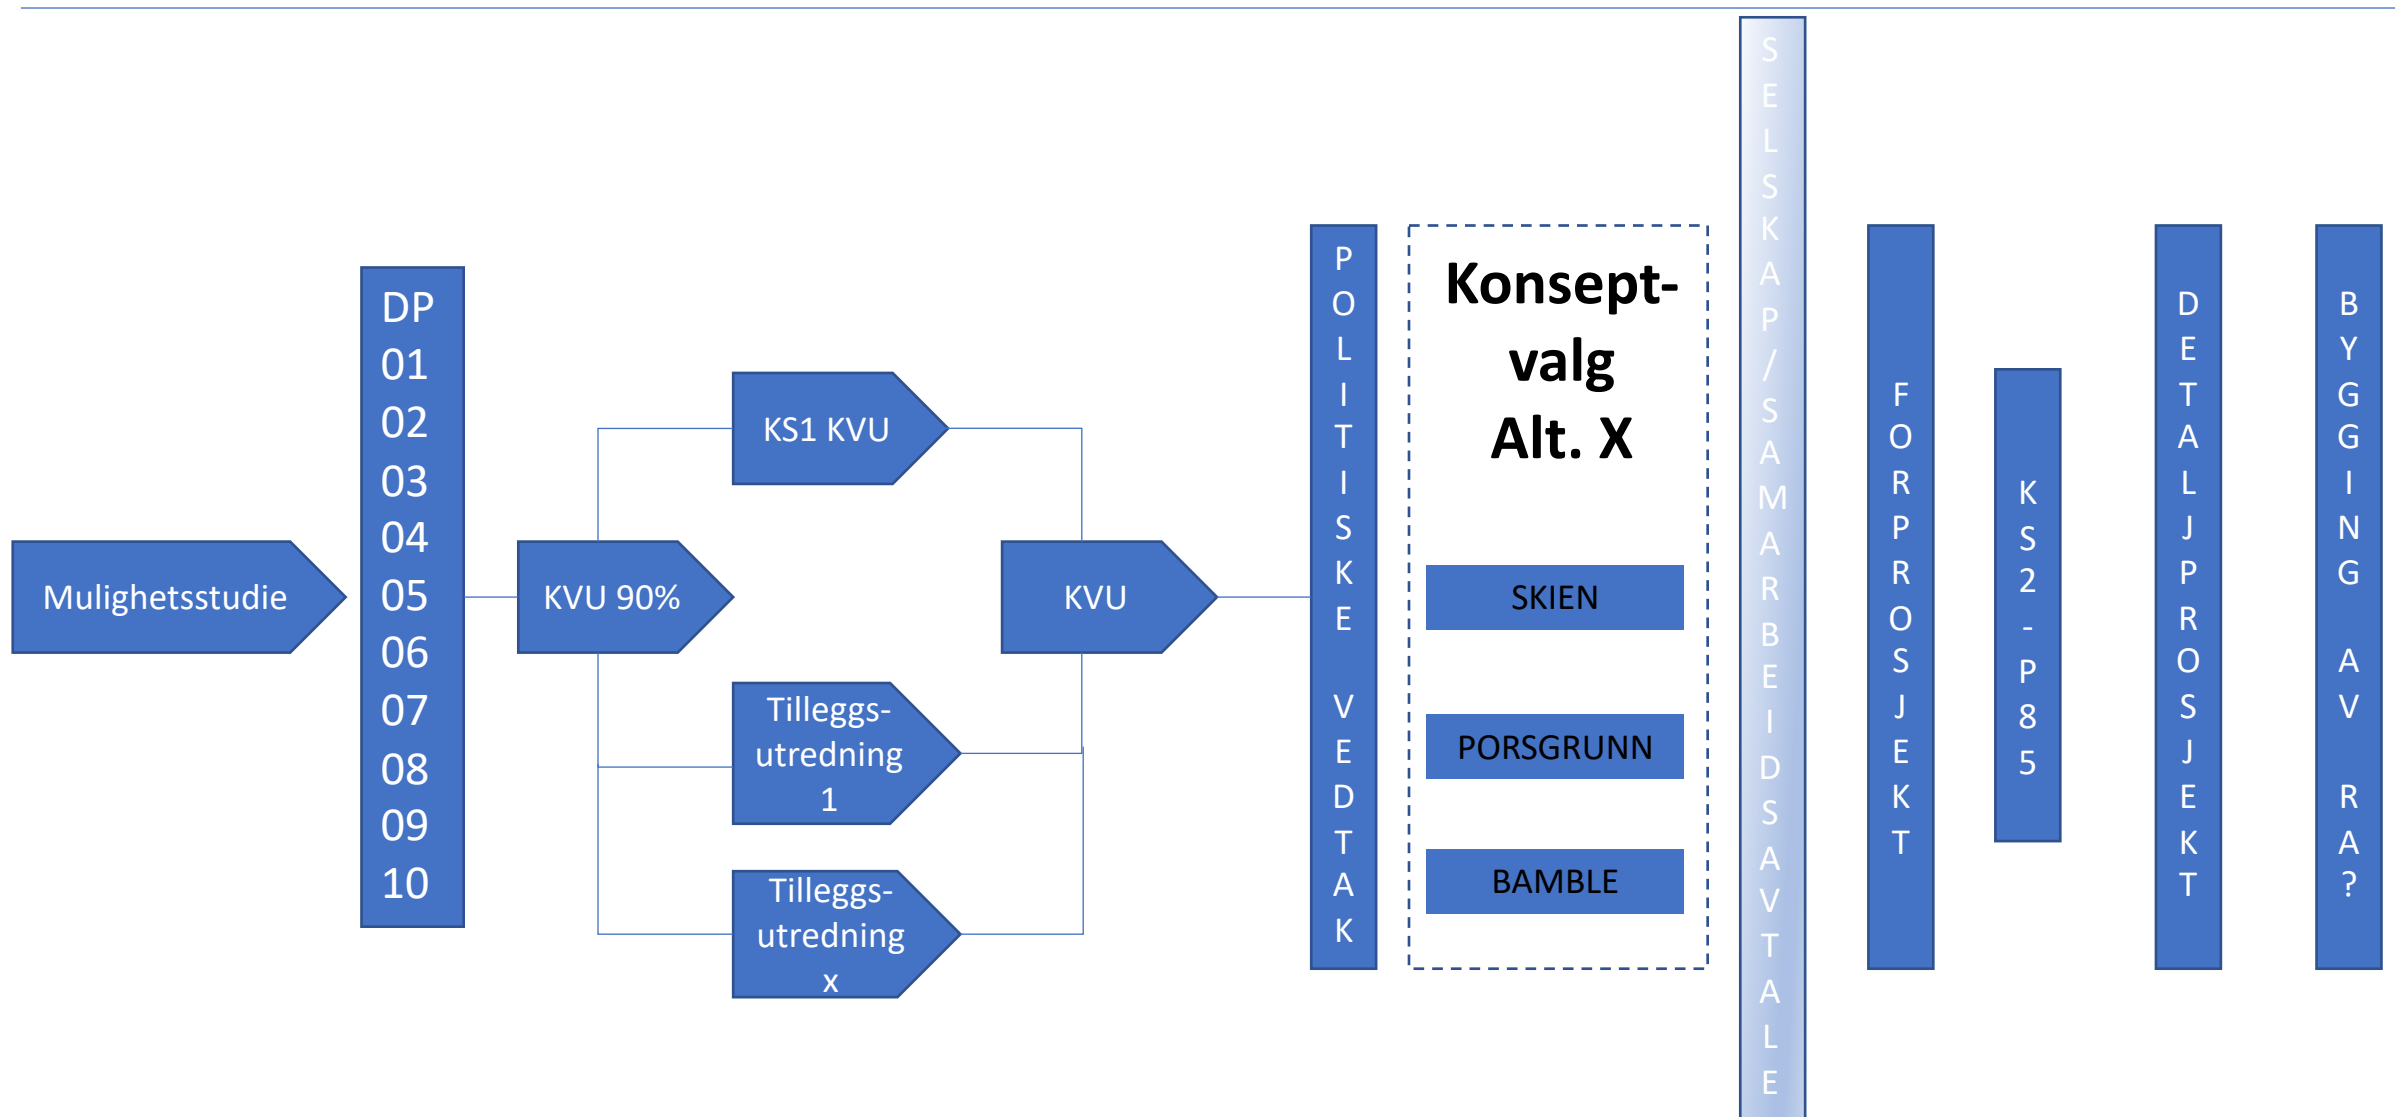 Mulighetsstudie
DP
01
02
03
04
05
06
07
08
09
10
KVU 90%
KS1 KVU
Tilleggs-
utredning
1
Tilleggs-
utredning
x
KVU
POLITISKE VEDTAK
Konsept-
valg
Alt. X
SKIEN
PORSGRUNN
BAMBLE
SELSKAP/SAMARBEIDSAVTALE
FORPROSJEKT
KS2-P85
DETALJPROSJEKT
BYGGING AV RA?